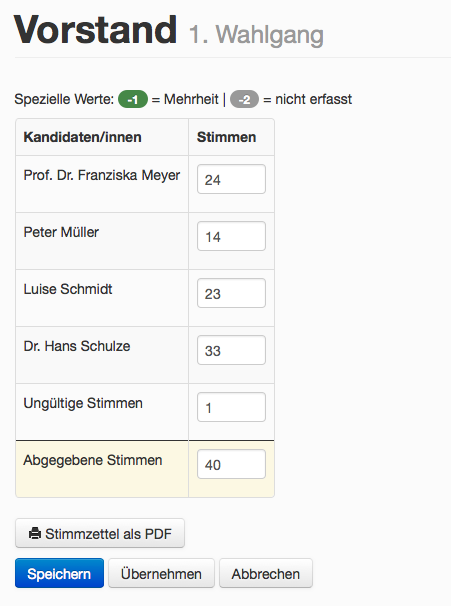 Vorstand 1. Wahlgang
Spezielle Werte: -1 = Mehrheit | -2 = nicht erfasst
Kandidaten/innen Stimmen
Prof. Dr. Franziska Meyer 24
Peter Müller 14
Luise Schmidt 23
Dr. Hans Schulze 33
Ungültige Stimmen 1
Abgegebene Stimmen 40
Stimmzettel als PDF
Speichern Übernehmen Abbrechen